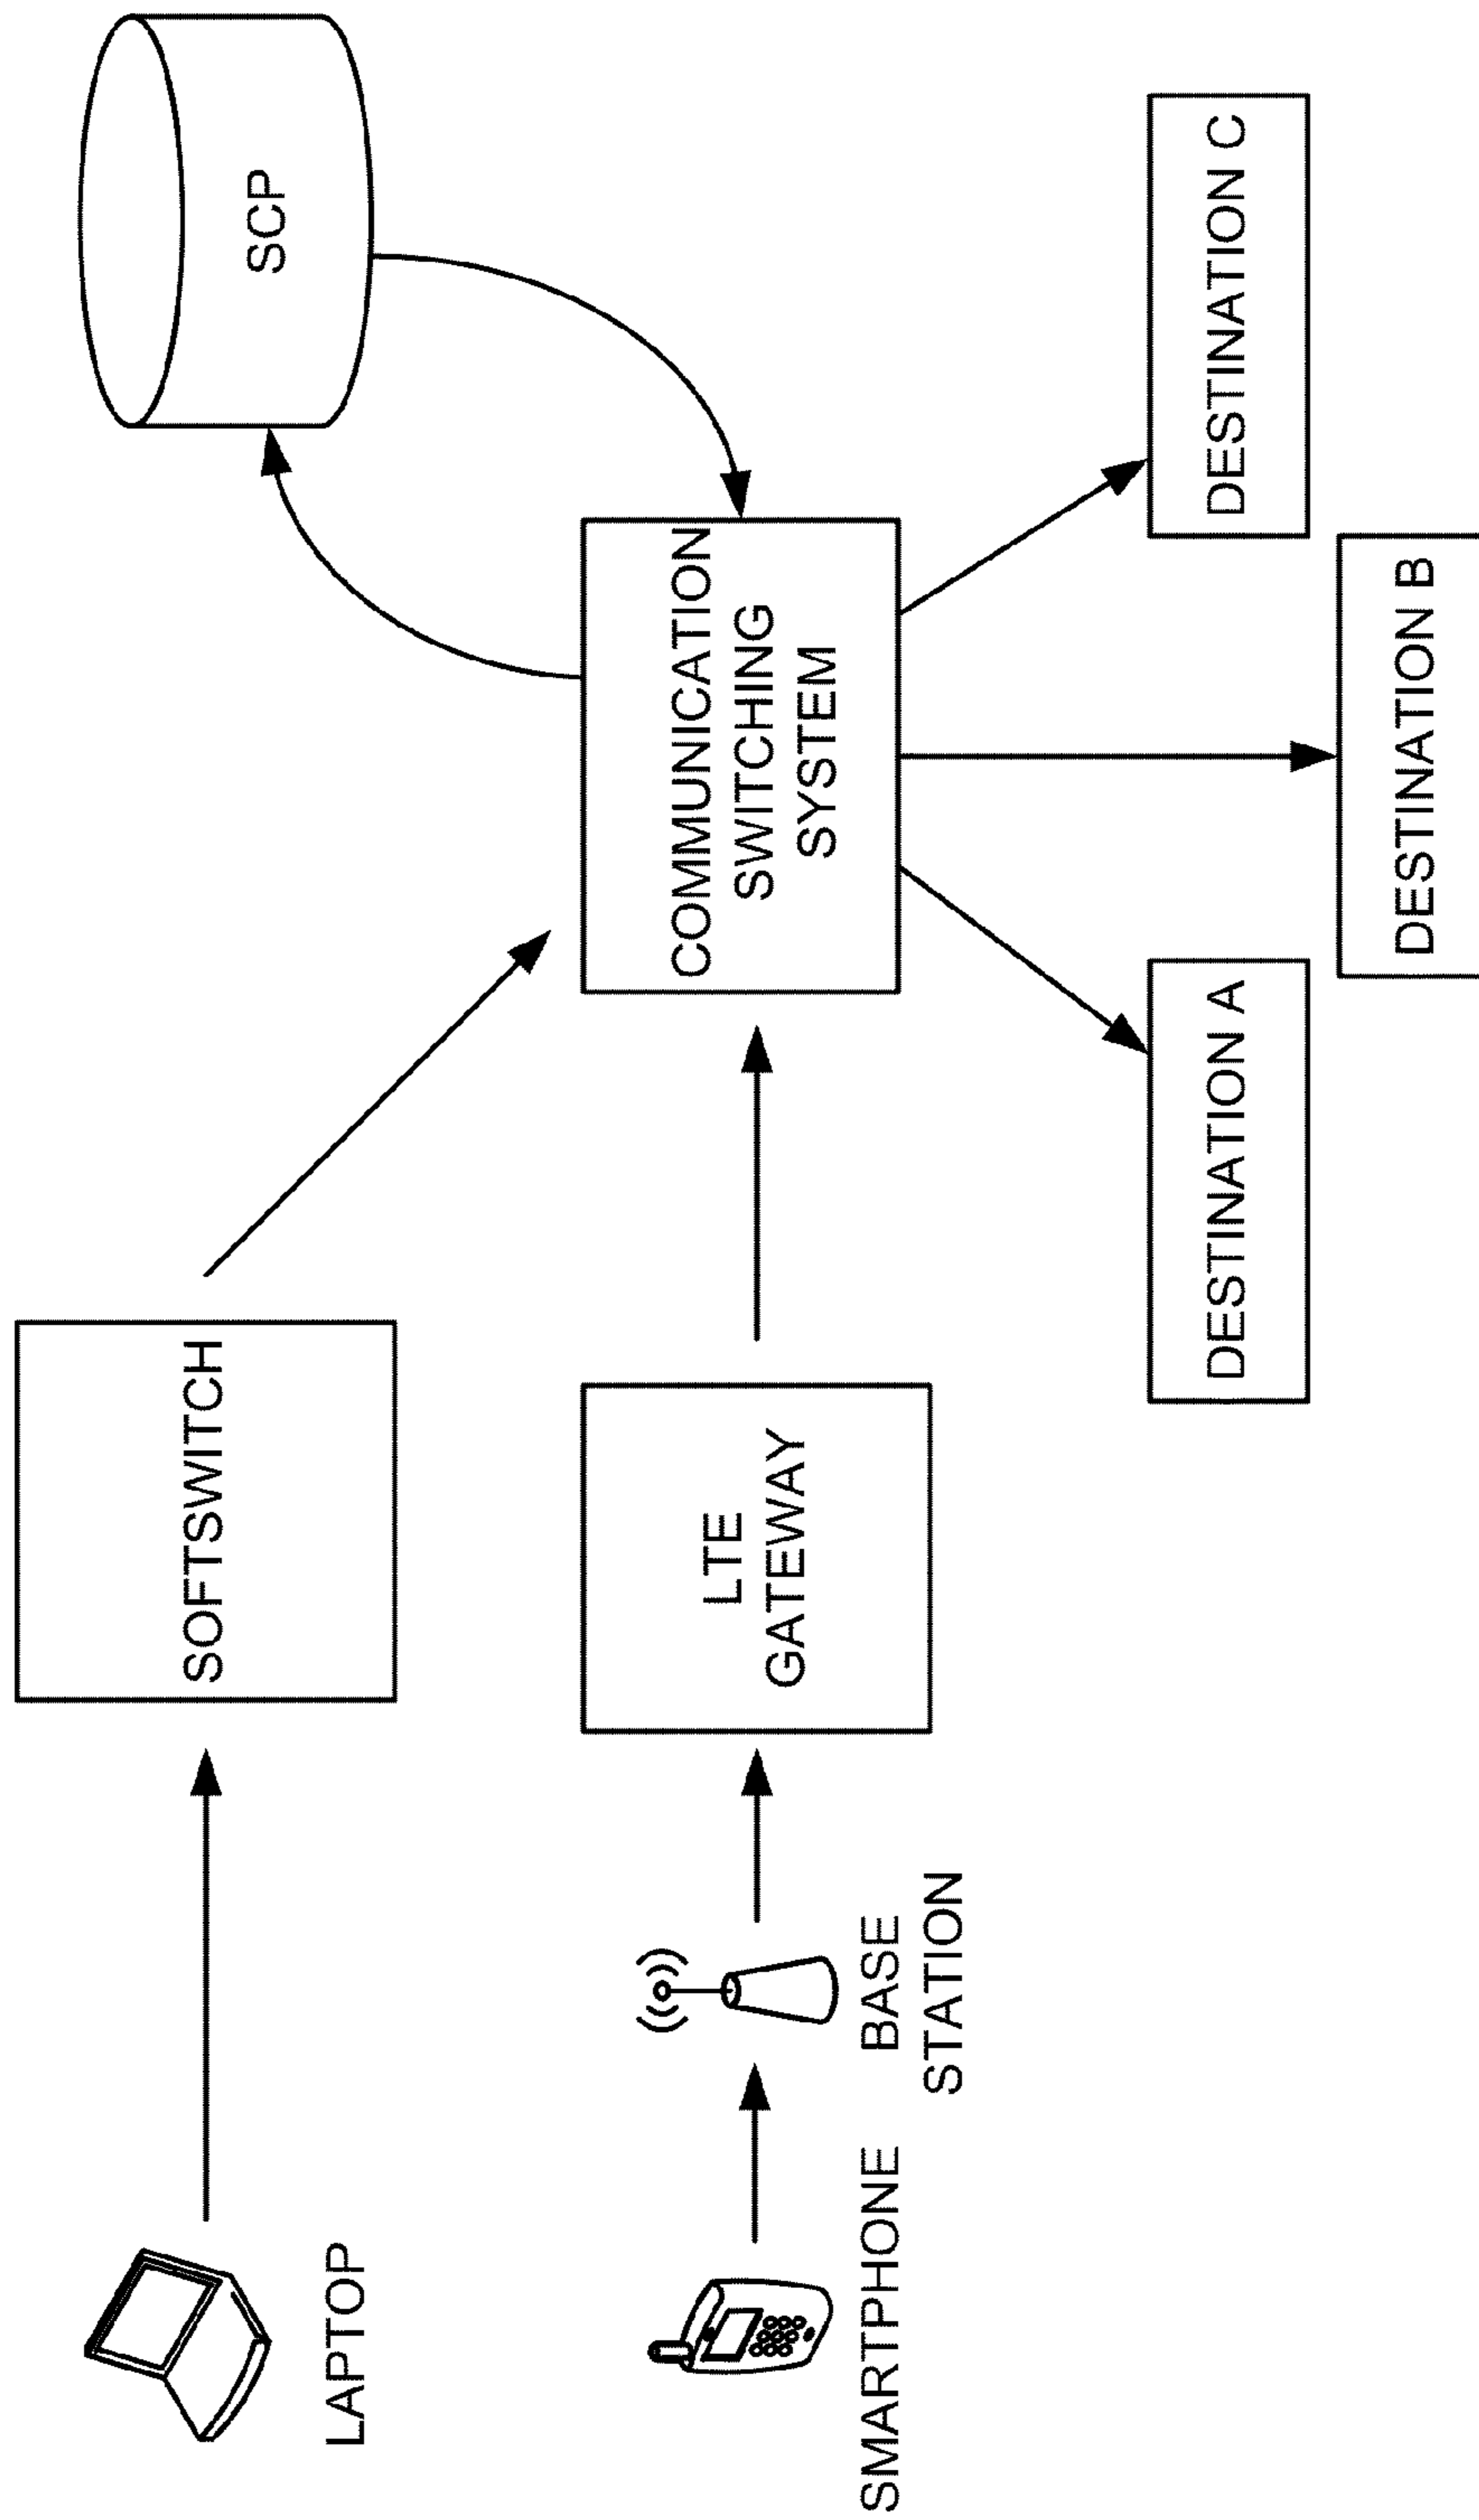 SCP
SOFTSWITCH
LAPTOP
COMMUNICATION
SWITCHING
SYSTEM
LTE
GATEWAY
BASE
STATION
SMARTPHONE
DESTINATION A
DESTINATION B
DESTINATION C